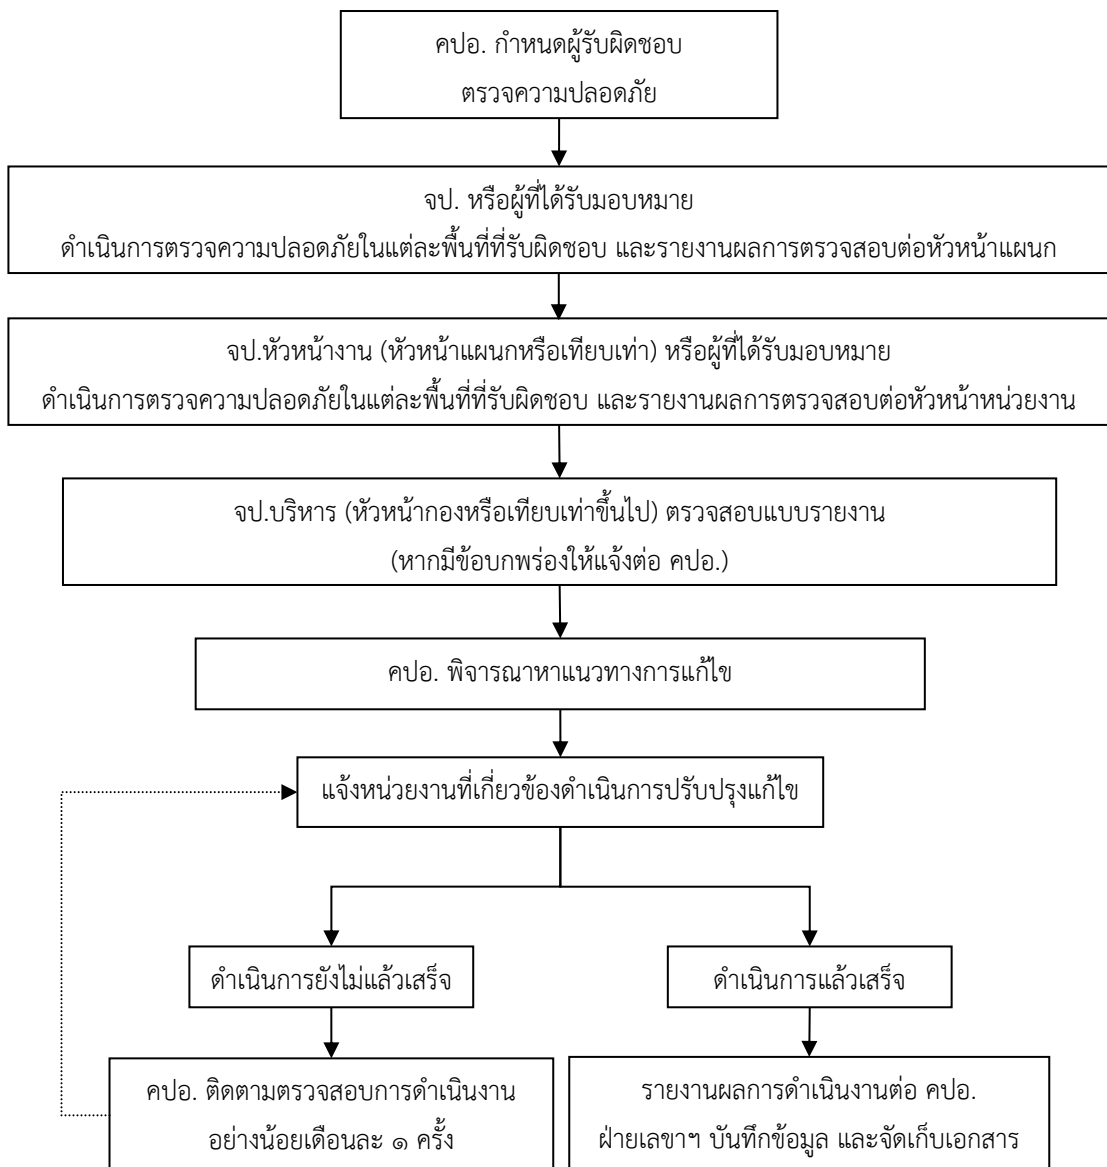 คปอ. กำหนดผู้รับผิดชอบ
ตรวจความปลอดภัย
จป. หรือผู้ที่ได้รับมอบหมาย
ดำเนินการตรวจความปลอดภัยในแต่ละพื้นที่ที่รับผิดชอบ และรายงานผลการตรวจสอบต่อหัวหน้าแผนก
จป.หัวหน้างาน (หัวหน้าแผนกหรือเทียบเท่า) หรือผู้ที่ได้รับมอบหมาย
ดำเนินการตรวจความปลอดภัยในแต่ละพื้นที่ที่รับผิดชอบ และรายงานผลการตรวจสอบต่อหัวหน้าหน่วยงาน
จป.บริหาร (หัวหน้ากองหรือเทียบเท่าขึ้นไป) ตรวจสอบแบบรายงาน
(หากมีข้อบกพร่องให้แจ้งต่อ คปอ.)
คปอ. พิจารณาหาแนวทางการแก้ไข
แจ้งหน่วยงานที่เกี่ยวข้องดำเนินการปรับปรุงแก้ไข
ดำเนินการยังไม่แล้วเสร็จ
ดำเนินการแล้วเสร็จ
คปอ. ติดตามตรวจสอบการดำเนินงาน
อย่างน้อยเดือนละ ๑ ครั้ง
รายงานผลการดำเนินงานต่อ คปอ.
ฝ่ายเลขาฯ บันทึกข้อมูล และจัดเก็บเอกสาร